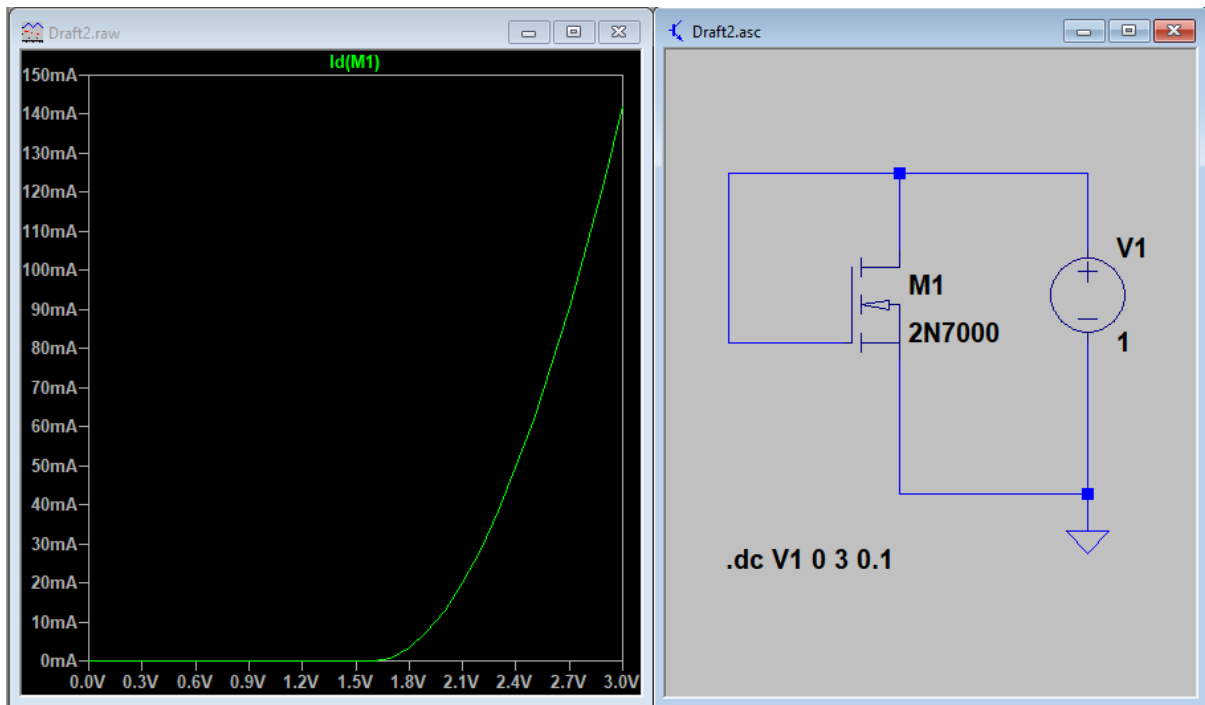 Draft2.raw
Id(M1)
150mA
140mA
130mA
120mA
110mA
100mA
90mA
80mA
70mA
60mA
50mA
40mA
30mA
20mA
10mA
0mA
0.0V 0.3V 0.6V 0.9V 1.2V 1.5V 1.8V 2.1V 2.4V 2.7V 3.0V
Draft2.asc
V1
M1
2N7000
1
.dc V1 0 3 0.1